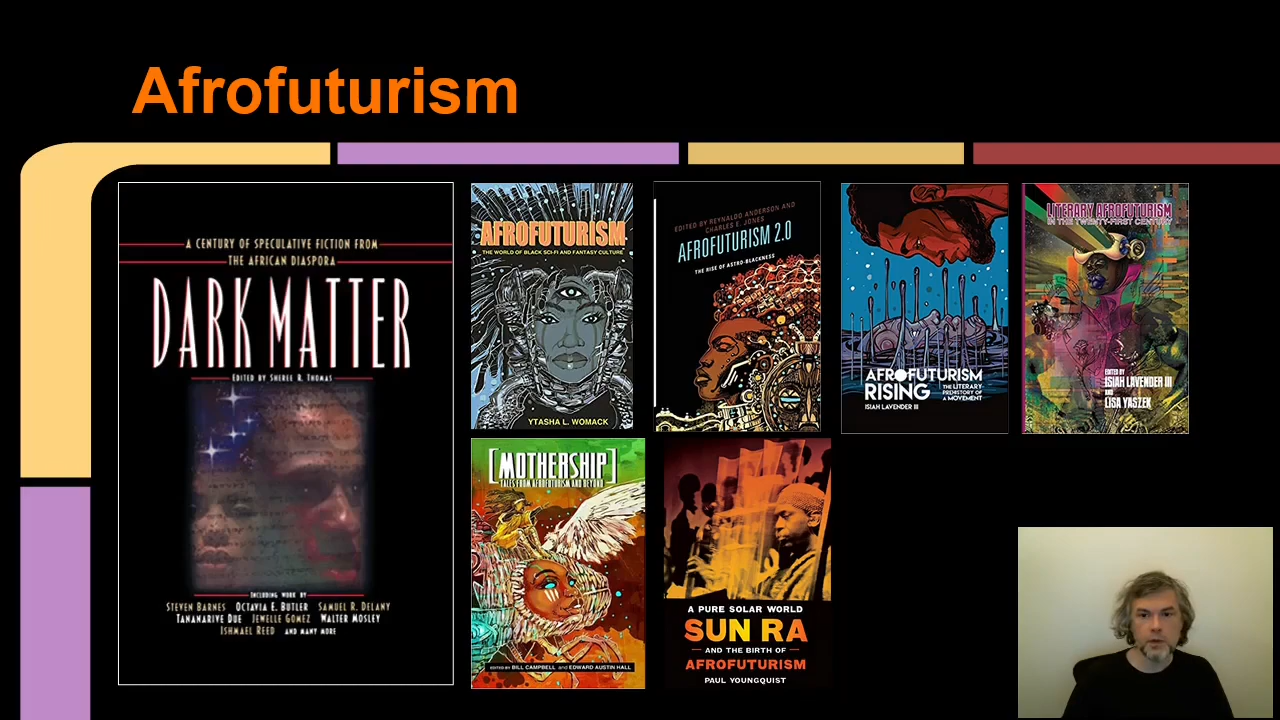 Afrofuturism
A CENTURY OF SPECULATIVE FICTION FROM
THE AFRICAN DIASPORA
DARK MATTER
EDITED BY SHEREE R. THOMAS
INCLUDING WORK BY
STEVEN BARNES OCTAVIA E. BUTLER SAMUEL R. DELANY
TANANARIVE DUE JEWELLE GOMEZ WALTER MOSLEY
ISHMAEL REED AND MANY MORE
AFROFUTURISM
THE WORLD OF BLACK SCI-FI AND FANTASY CULTURE
YTASHA L. WOMACK
EDITED BY REYNALDO ANDERSON AND
CHARLES E. JONES
AFROFUTURISM 2.0
THE RISE OF ASTRO-BLACKNESS
AFROFUTURISM
RISING
THE LITERARY
PREHISTORY OF
A MOVEMENT
ISIAH LAVENDER III
LITERARY AFROFUTURISM
IN THE TWENTY-FIRST CENTURY
EDITED BY
ISIAH LAVENDER III
AND
LISA YASZEK
[MOTHERSHIP]
TALES FROM AFROFUTURISM AND BEYOND
EDITED BY BILL CAMPBELL and EDWARD AUSTIN HALL
A PURE SOLAR WORLD
SUN RA
AND THE BIRTH OF
AFROFUTURISM
PAUL YOUNGQUIST